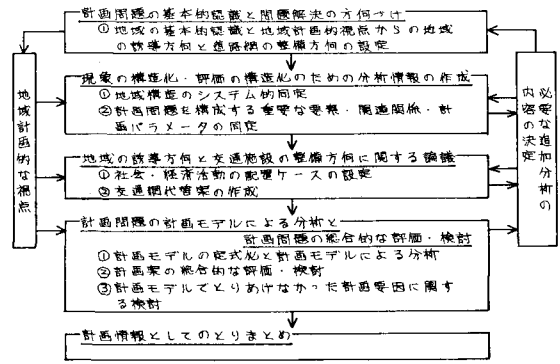 計画問題の基本的認識と問題解決の方向づけ
①地域の基本的認識と地域計画的視点からの地域
の誘導方向と道路網の整備方向の設定
現象の構造化・評価の構造化のための分析情報の作成
①地域構造のシステム的同定
②計画問題を構成する重要な要素・関連関係・計
画パラメータの同定
地域の誘導方向と交通施設の整備方向に関する論議
①社会・経済活動の配置ケースの設定
②交通網代替案の作成
計画問題の計画モデルによる分析と
計画問題の総合的な評価・検討
①計画モデルの定式化と計画モデルによる分析
②計画案の総合的な評価・検討
③計画モデルでとりあげなかった計画要因に関す
る検討
計画情報としてのとりまとめ
地域計画的な視点
必要な追加分析の
内容の決定